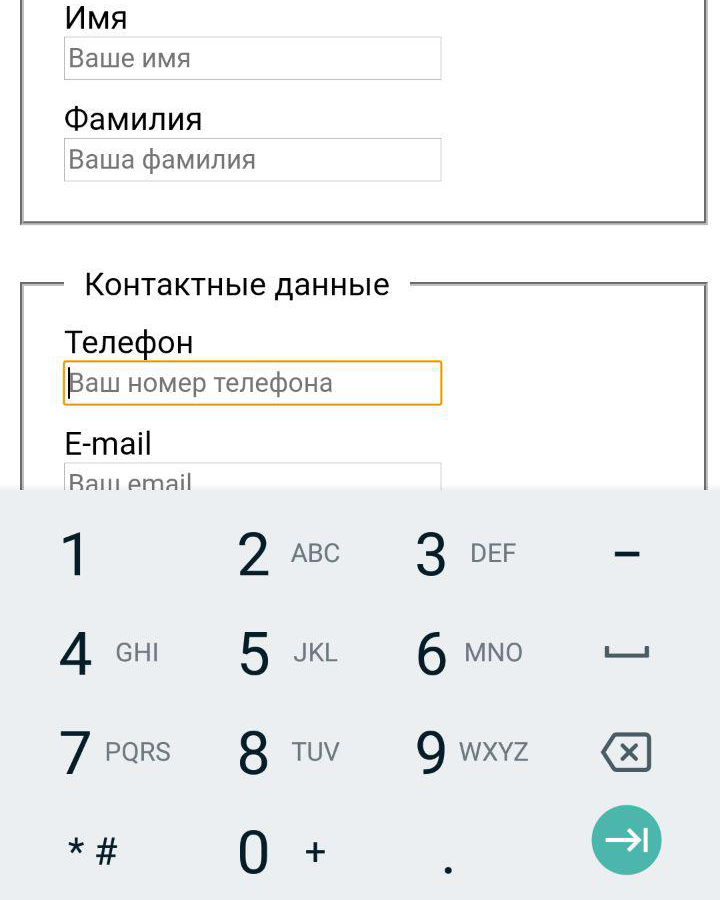 Имя
Ваше имя
Фамилия
Ваша фамилия
Контактные данные
Телефон
Ваш номер телефона
E-mail
Ваш email
1 2 ABC 3 DEF –
4 GHI 5 JKL 6 MNO
7 PQRS 8 TUV 9 WXYZ
* # 0 + .